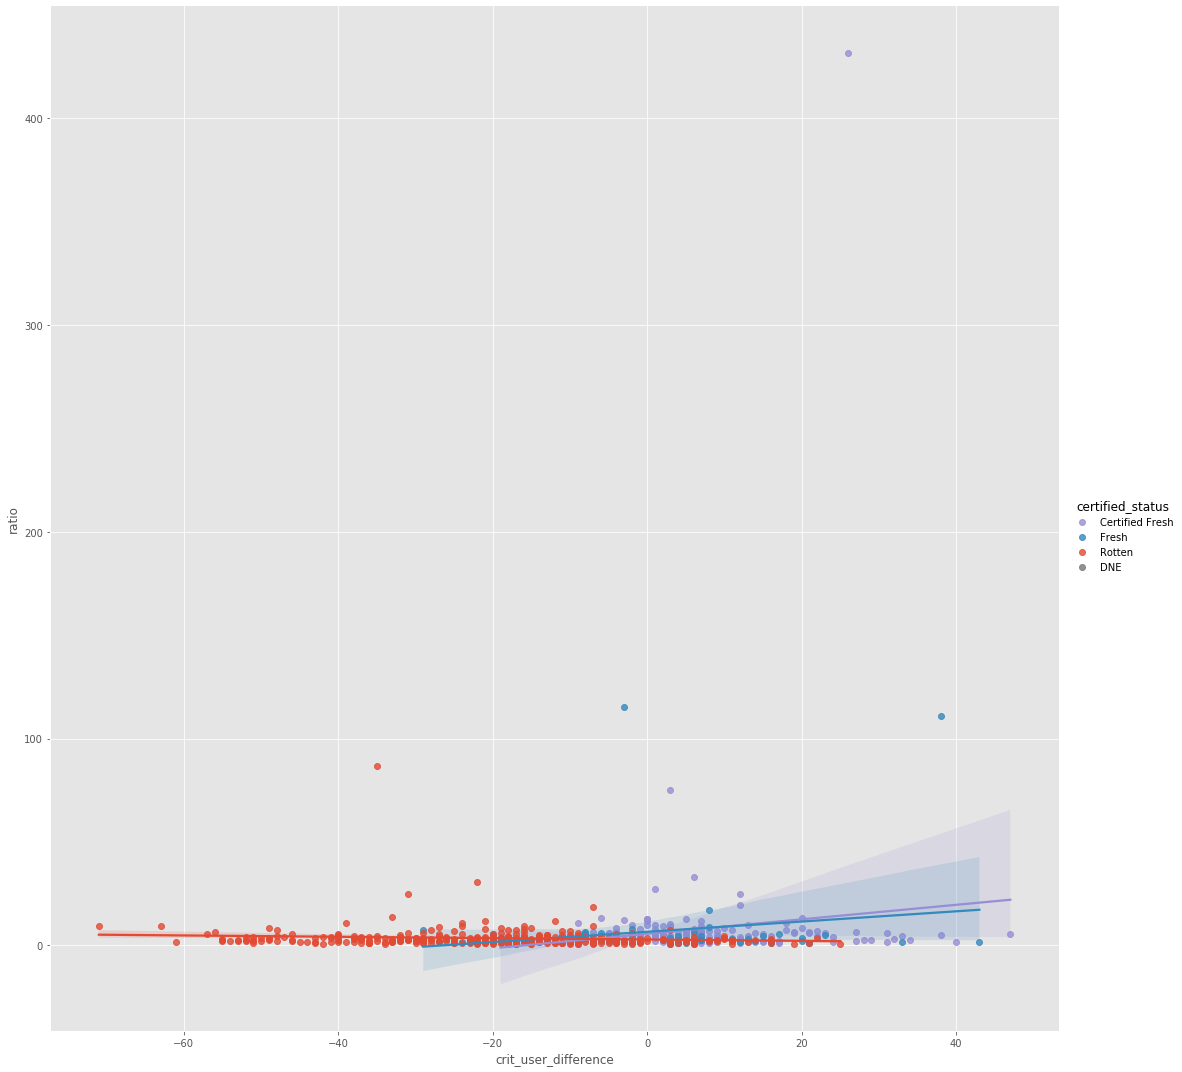 400
300
200
100
0
ratio
−60
−40
−20
0
20
40
crit_user_difference
certified_status
Certified Fresh
Fresh
Rotten
DNE